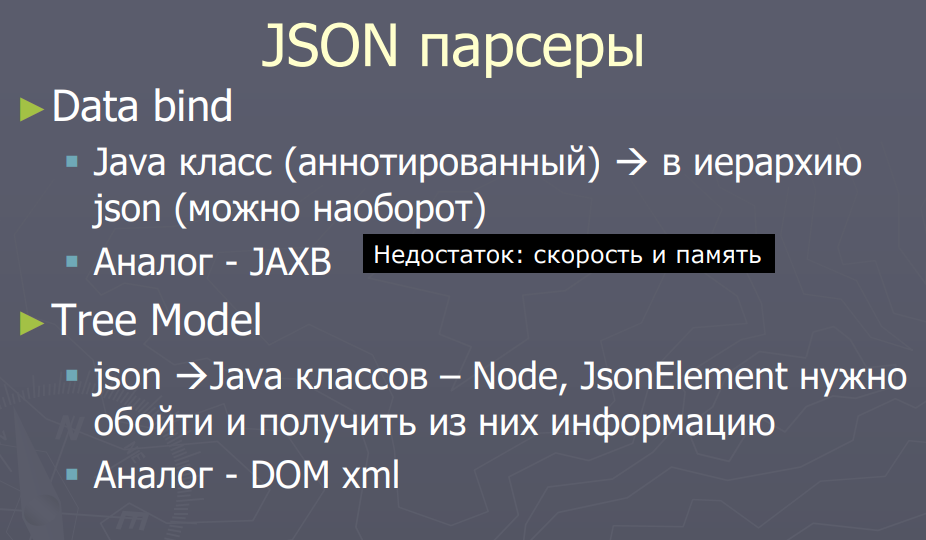 JSON парсеры
Data bind
Java класс (аннотированный) → в иерархию
json (можно наоборот)
Аналог - JAXB
Недостаток: скорость и память
Tree Model
json →Java классов – Node, JsonElement нужно
обойти и получить из них информацию
Аналог - DOM xml